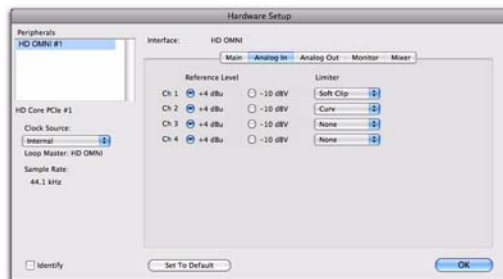 Hardware Setup
Peripherals
HD OMNI #1
Interface: HD OMNI
Main Analog In Analog Out Monitor Mixer
Reference Level Limiter
Ch 1 +4 dBu -10 dBV Soft Clip
Ch 2 +4 dBu -10 dBV Curv
Ch 3 +4 dBu -10 dBV None
Ch 4 +4 dBu -10 dBV None
HD Core PCIe #1
Clock Source:
Internal
Loop Master: HD OMNI
Sample Rate:
44.1 kHz
Identify
Set To Default
OK